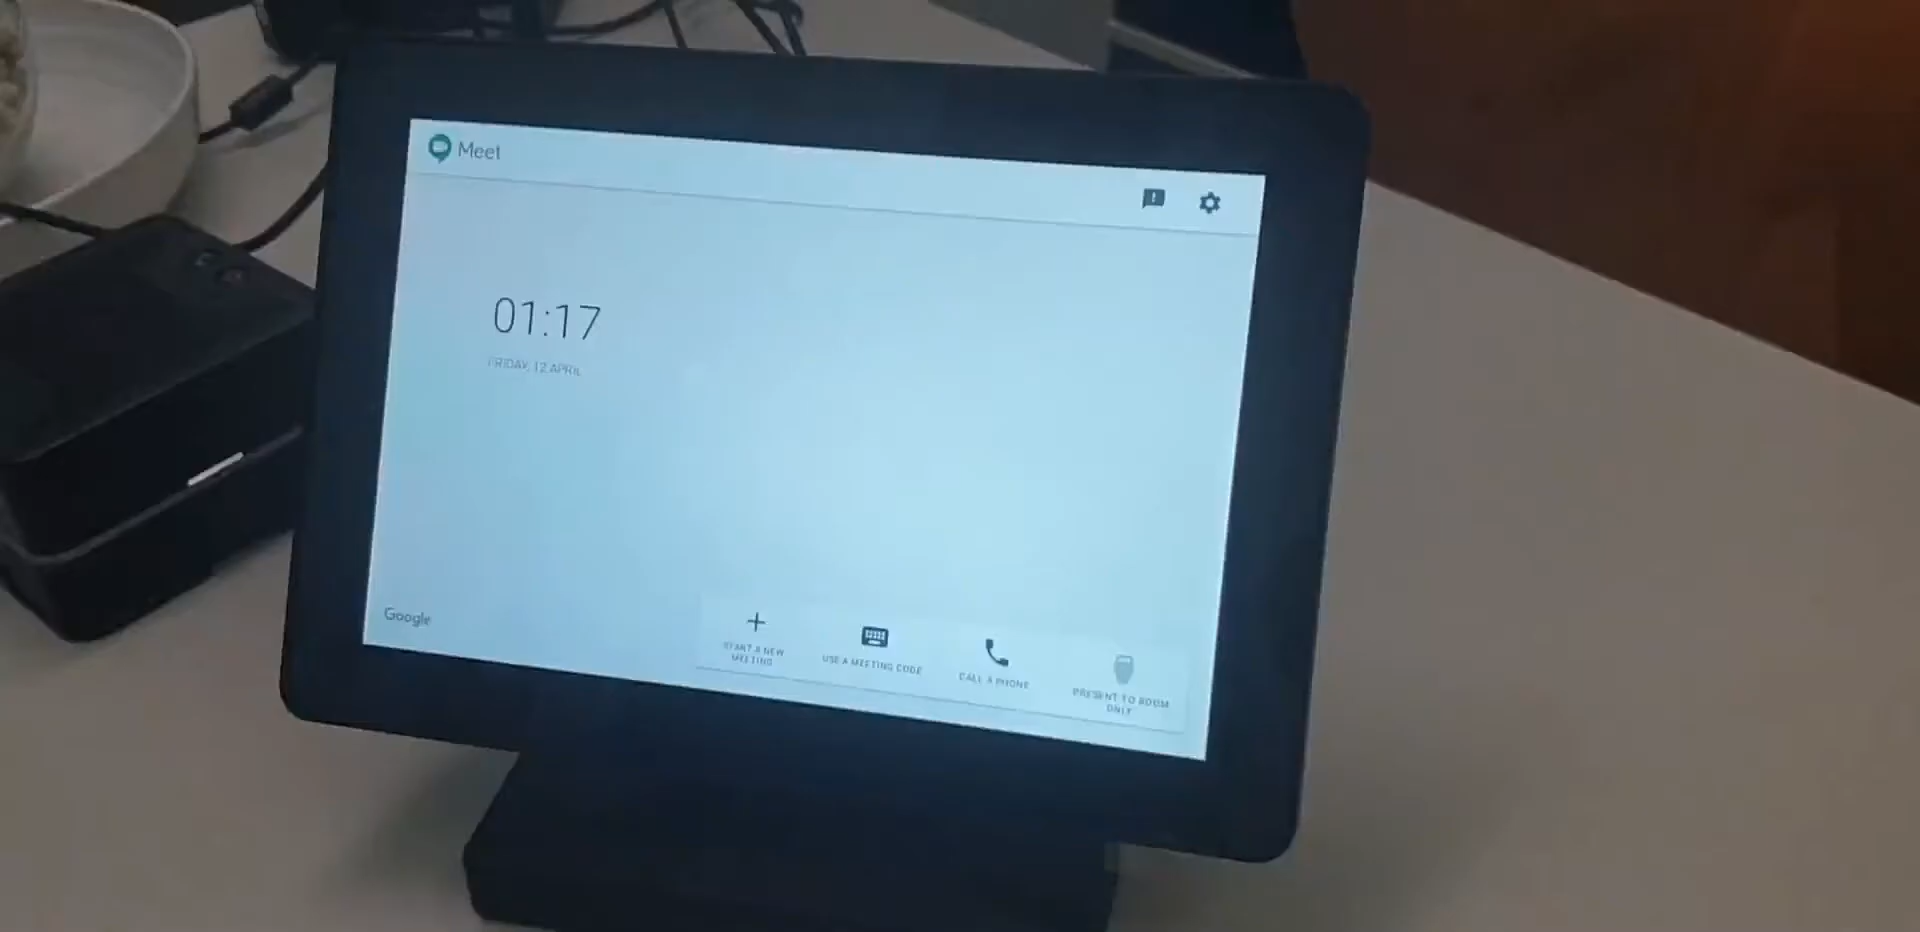 Meet
01:17
FRIDAY, 12 APRIL
Google
START A NEW
MEETING
USE A MEETING CODE
CALL A PHONE
PRESENT TO ROOM
ONLY